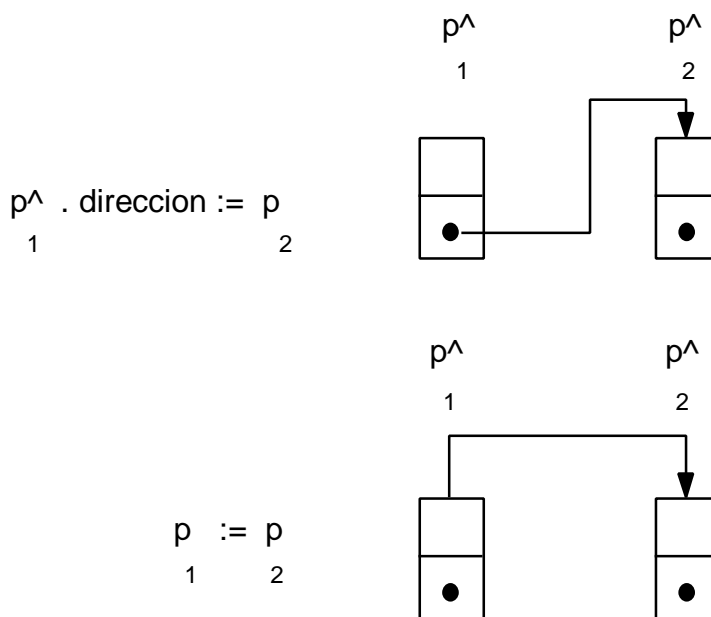 p^ p^
1 2
p^ . direccion := p
1 2
p^ p^
1 2
p := p
1 2